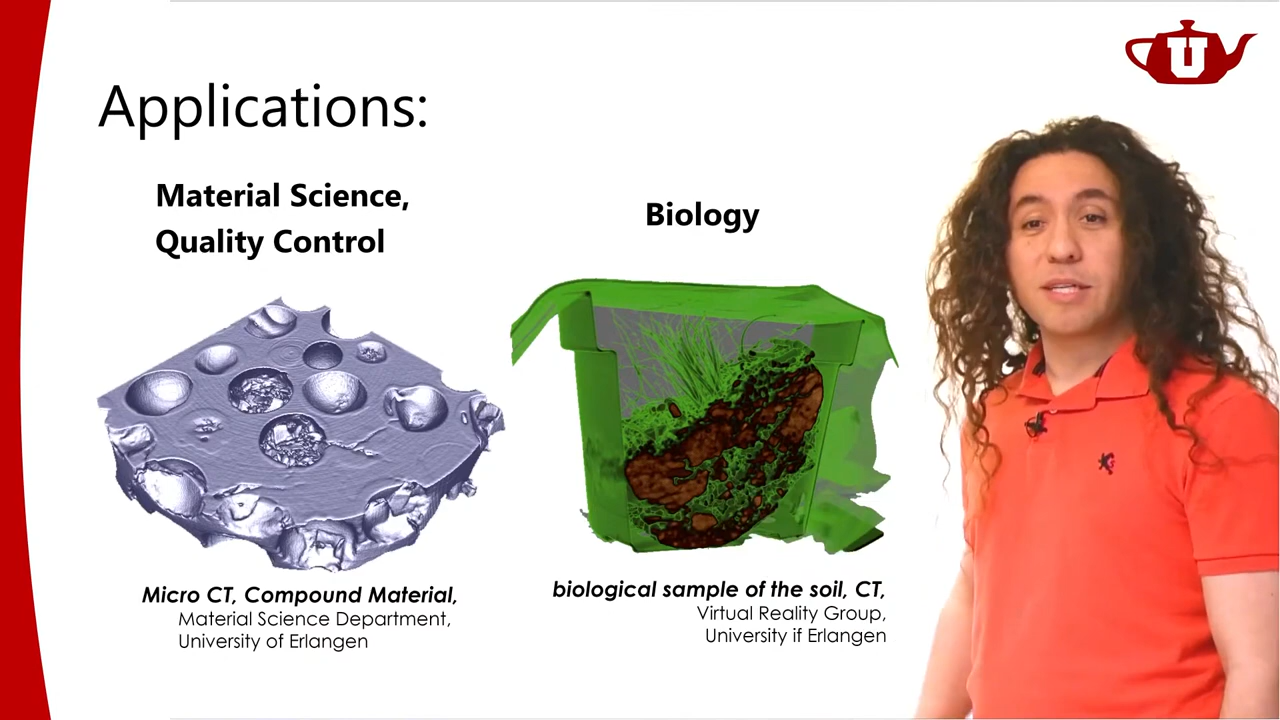 U
Applications:
Material Science,
Quality Control
Biology
Micro CT, Compound Material,
Material Science Department,
University of Erlangen
biological sample of the soil, CT,
Virtual Reality Group,
University if Erlangen